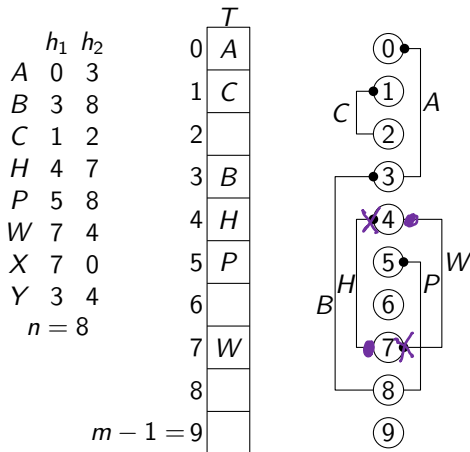 T
h1 h2
A 0 3
B 3 8
C 1 2
H 4 7
P 5 8
W 7 4
X 7 0
Y 3 4
n = 8
0 A
1 C
2
3 B
4 H
5 P
6
7 W
8
m − 1 = 9
0
1
2
3
4
5
6
7
8
9
A
C
B
H
P
W